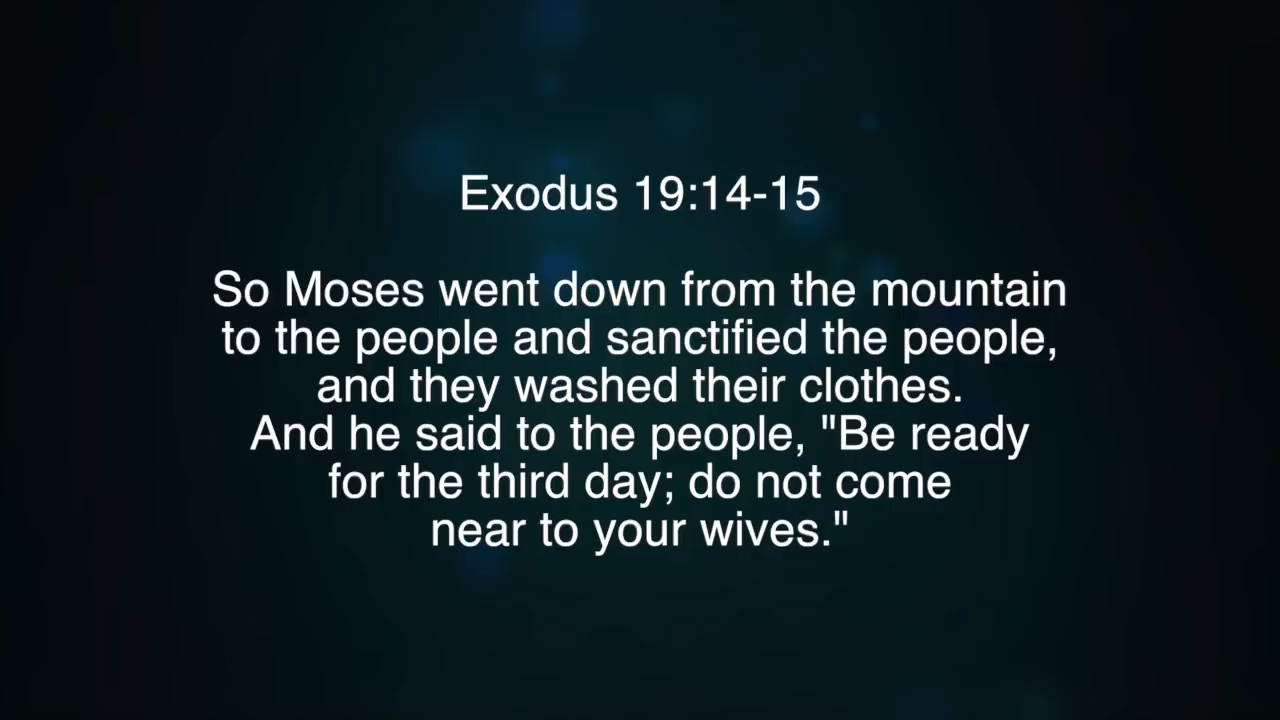 Exodus 19:14-15
So Moses went down from the mountain
to the people and sanctified the people,
and they washed their clothes.
And he said to the people, "Be ready
for the third day; do not come
near to your wives."